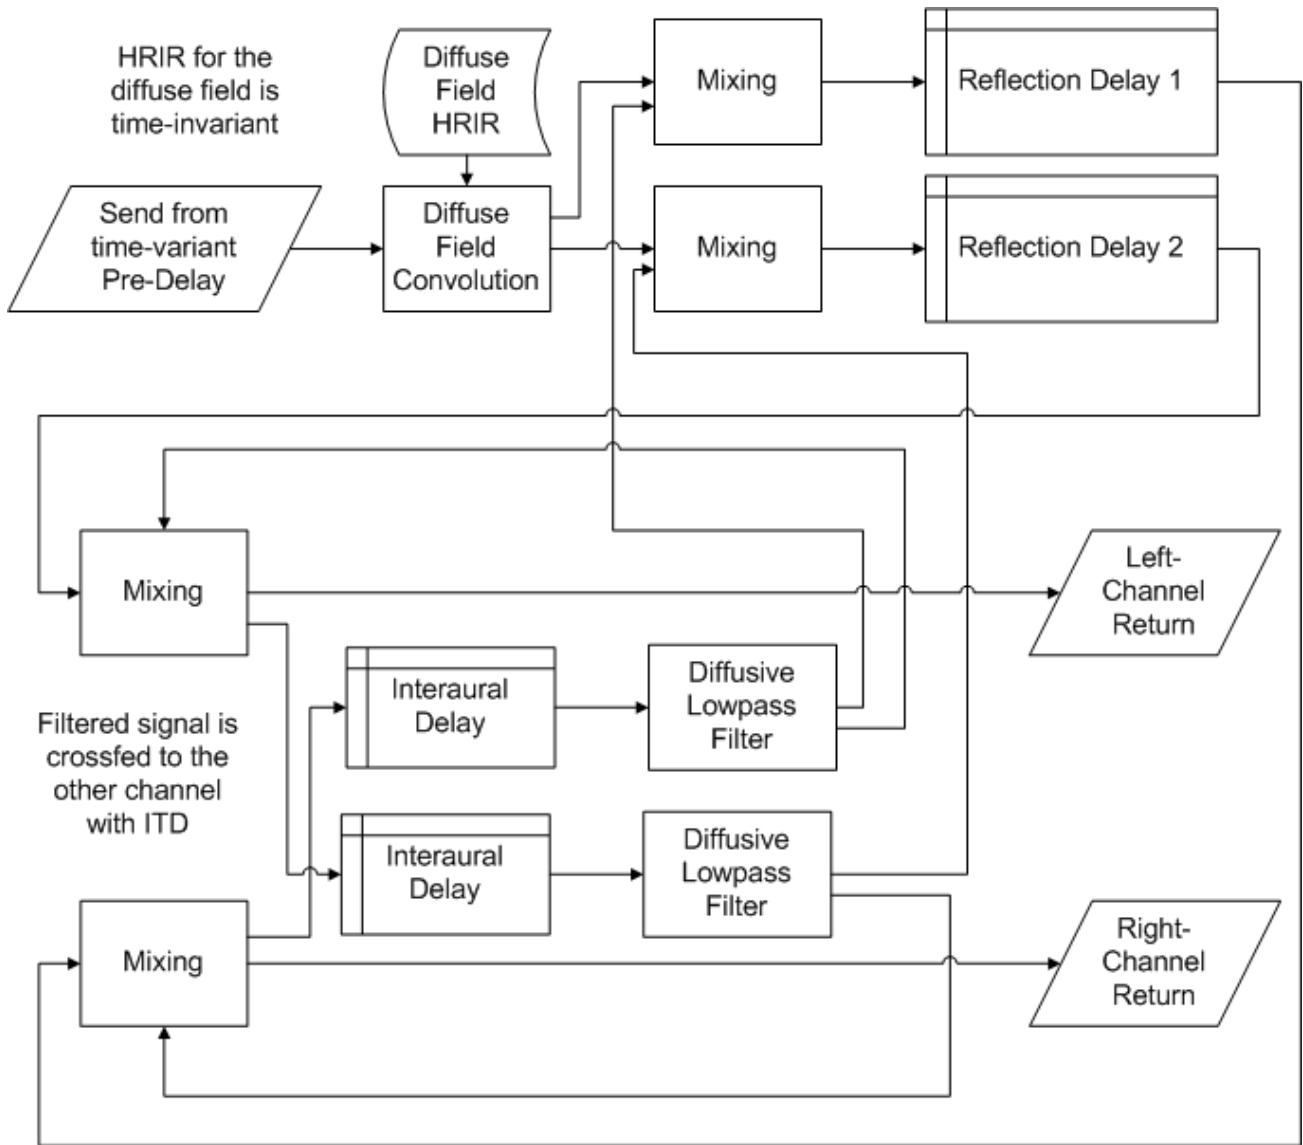 HRIR for the
diffuse field is
time-invariant
Diffuse
Field
HRIR
Mixing
Reflection Delay 1
Send from
time-variant
Pre-Delay
Diffuse
Field
Convolution
Mixing
Reflection Delay 2
Mixing
Left-
Channel
Return
Interaural
Delay
Diffusive
Lowpass
Filter
Filtered signal is
crossfed to the
other channel
with ITD
Interaural
Delay
Diffusive
Lowpass
Filter
Mixing
Right-
Channel
Return